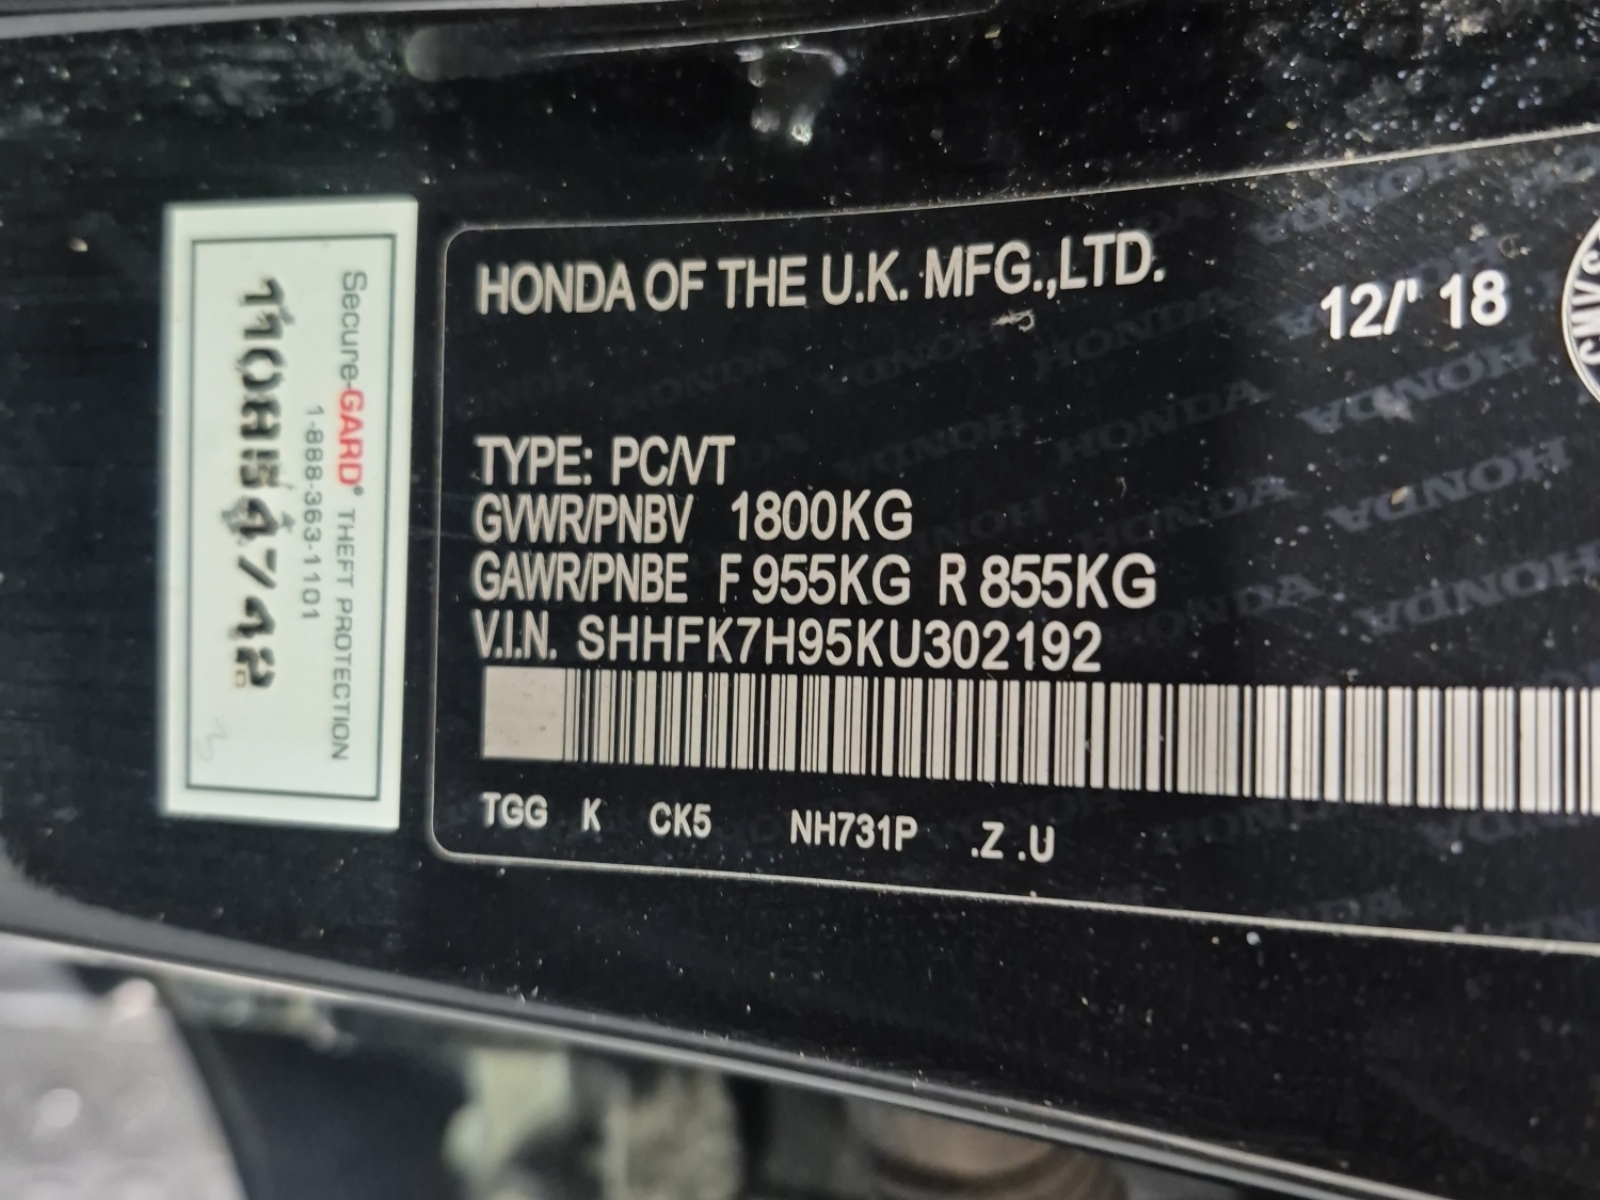 Secure-GARD® THEFT PROTECTION
1-888-363-1101
HONDA OF THE U.K. MFG.,LTD.
12/' 18
TYPE: PC/VT
GVWR/PNBV 1800KG
GAWR/PNBE F 955KG R 855KG
V.I.N. SHHFK7H95KU302192
TGG K CK5 NH731P .Z .U